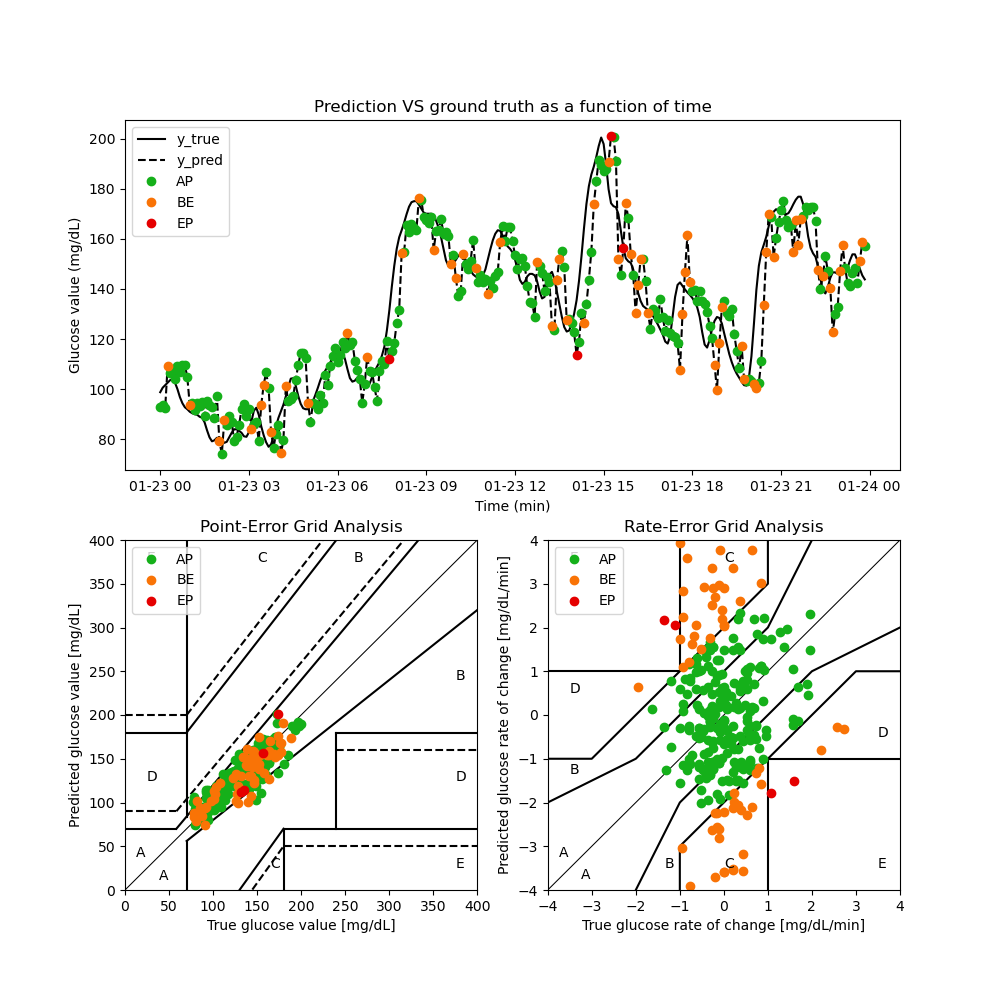 Prediction VS ground truth as a function of time
Glucose value (mg/dL)
200
180
160
140
120
100
80
y_true
y_pred
AP
BE
EP
01-23 00 01-23 03 01-23 06 01-23 09 01-23 12 01-23 15 01-23 18 01-23 21 01-24 00
Time (min)
Point-Error Grid Analysis
Predicted glucose value [mg/dL]
400
350
300
250
200
150
100
50
0
AP
BE
EP
C B
B
D D
A
A
C E
0 50 100 150 200 250 300 350 400
True glucose value [mg/dL]
Rate-Error Grid Analysis
Predicted glucose rate of change [mg/dL/min]
4
3
2
1
0
−1
−2
−3
−4
AP
BE
EP
C
D
D
B
A
A
B C E
−4 −3 −2 −1 0 1 2 3 4
True glucose rate of change [mg/dL/min]